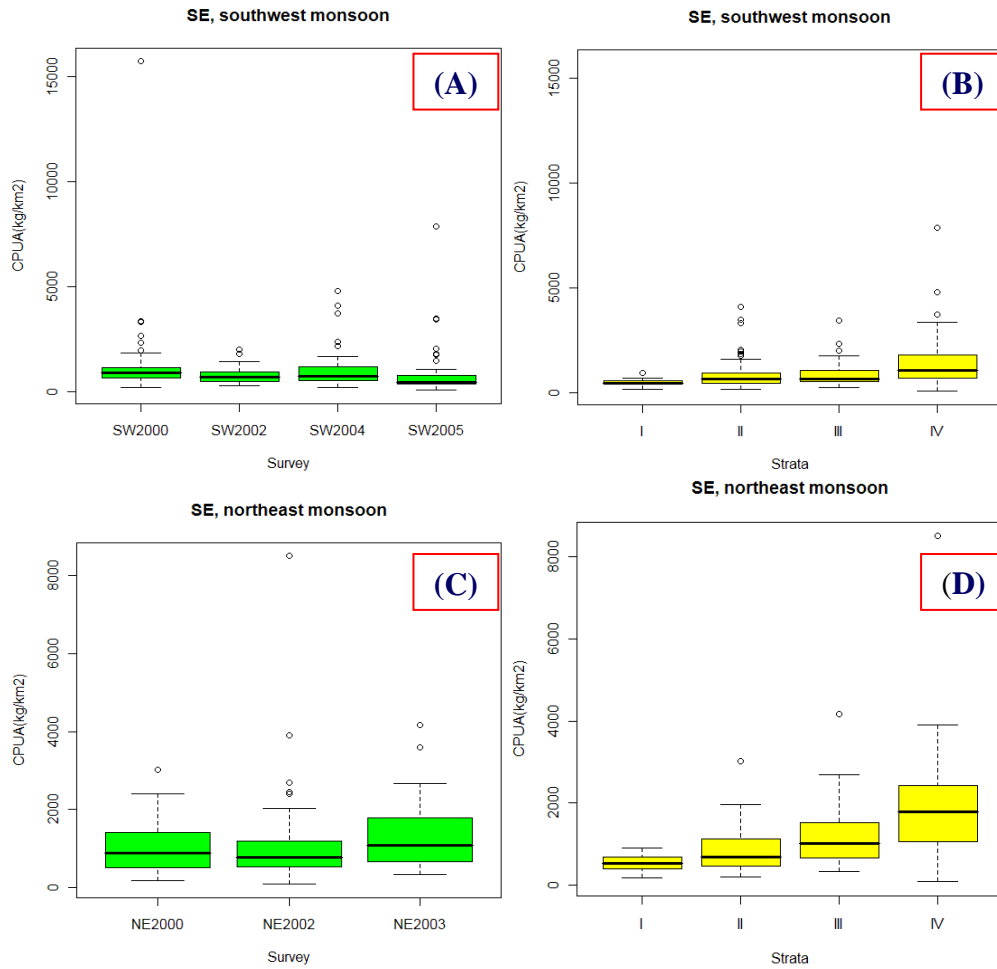 SE, southwest monsoon
(A)
CPUA(kg/km2)
15000
10000
5000
0
SW2000 SW2002 SW2004 SW2005
Survey
SE, southwest monsoon
(B)
CPUA(kg/km2)
15000
10000
5000
0
I II III IV
Strata
SE, northeast monsoon
(C)
CPUA(kg/km2)
8000
6000
4000
2000
0
NE2000 NE2002 NE2003
Survey
SE, northeast monsoon
(D)
CPUA(kg/km2)
8000
6000
4000
2000
0
I II III IV
Strata